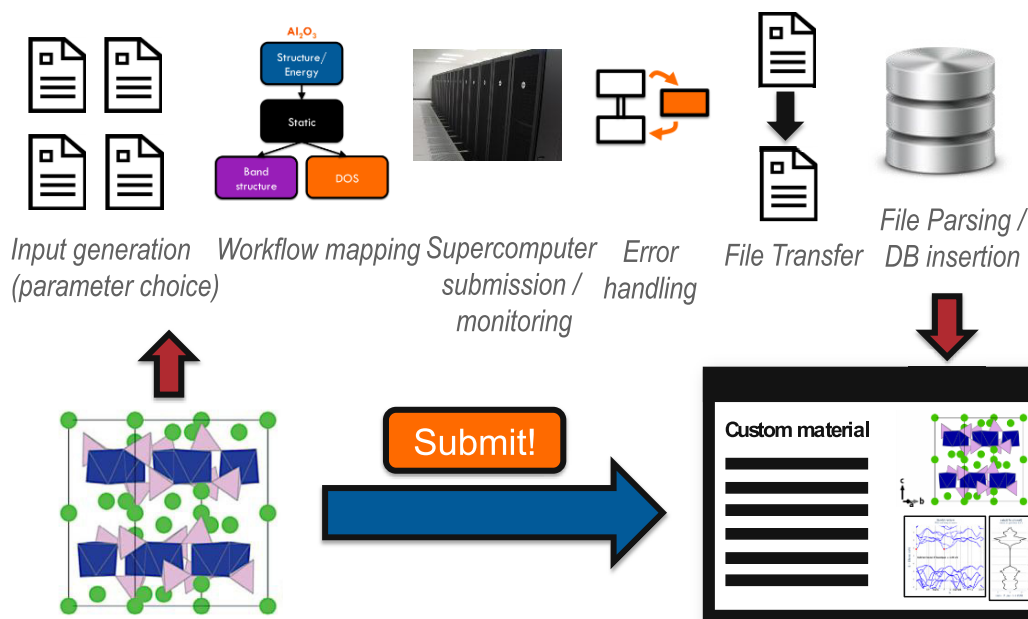 Al₂O₃
Structure/
Energy
Static
Band
structure
DOS
Input generation
(parameter choice)
Workflow mapping
Supercomputer
submission /
monitoring
Error
handling
File Transfer
File Parsing /
DB insertion
Submit!
Custom material
c
a b